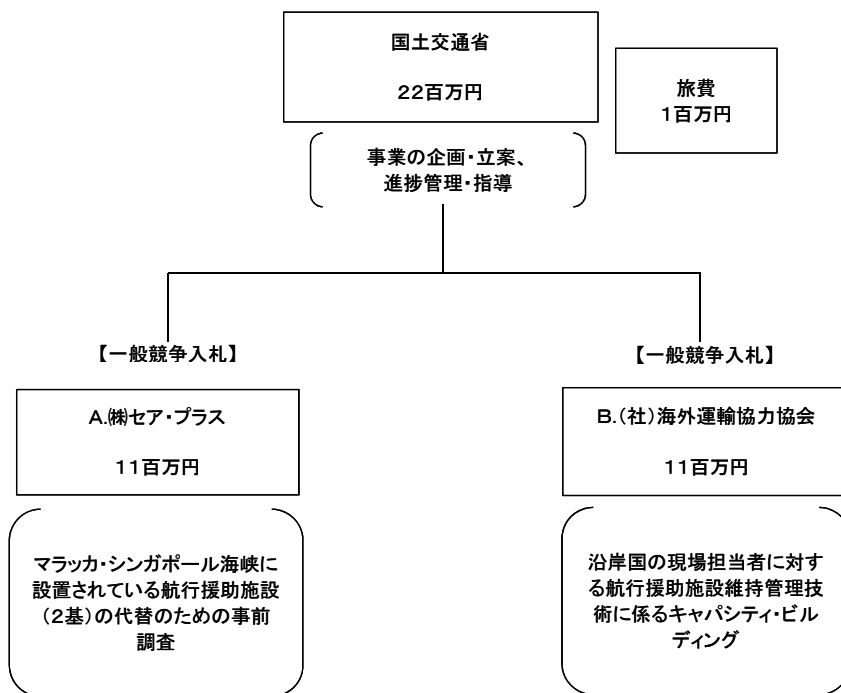 国土交通省
22百万円
旅費
1百万円
事業の企画・立案、
進捗管理・指導
【一般競争入札】
【一般競争入札】
A.㈱セア・プラス
11百万円
B.(社)海外運輸協力協会
11百万円
マラッカ・シンガポール海峡に
設置されている航行援助施設
(2基)の代替のための事前
調査
沿岸国の現場担当者に対す
る航行援助施設維持管理技
術に係るキャパシティ・ビル
ディング